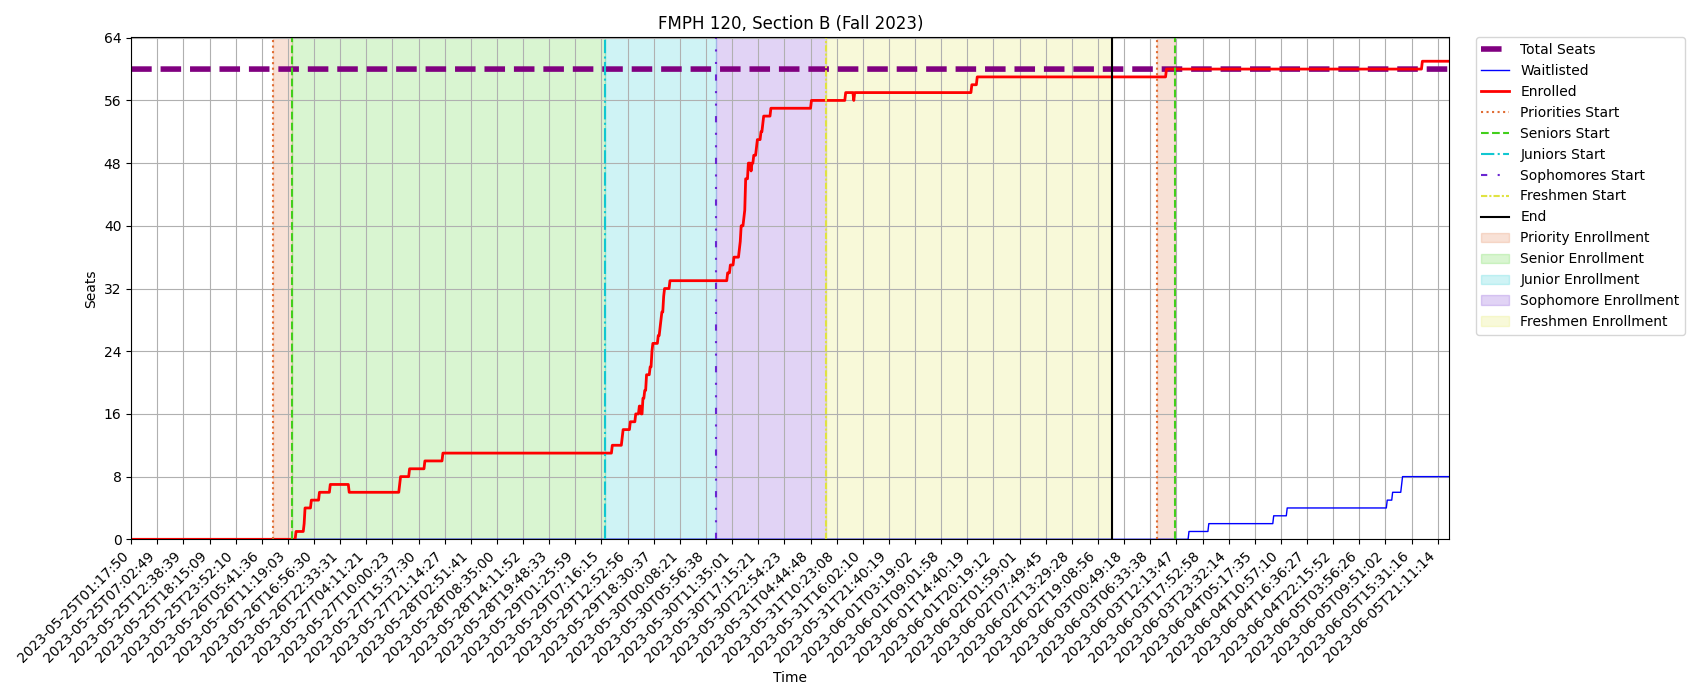 FMPH 120, Section B (Fall 2023)
64
56
48
40
32
24
16
8
0
Seats
2023-05-25T01:17:50
2023-05-25T07:02:49
2023-05-25T12:38:39
2023-05-25T18:15:09
2023-05-25T23:52:10
2023-05-26T05:41:36
2023-05-26T11:19:03
2023-05-26T16:56:30
2023-05-26T22:33:31
2023-05-27T04:11:21
2023-05-27T10:00:23
2023-05-27T15:37:30
2023-05-27T21:14:27
2023-05-28T02:51:41
2023-05-28T08:35:00
2023-05-28T14:11:52
2023-05-28T19:48:33
2023-05-29T01:25:59
2023-05-29T07:16:15
2023-05-29T12:52:56
2023-05-29T18:30:37
2023-05-30T00:08:21
2023-05-30T05:56:38
2023-05-30T11:35:01
2023-05-30T17:15:21
2023-05-30T22:54:23
2023-05-31T04:44:48
2023-05-31T10:23:08
2023-05-31T16:02:10
2023-05-31T21:40:19
2023-06-01T03:19:02
2023-06-01T09:01:58
2023-06-01T14:40:19
2023-06-01T20:19:12
2023-06-02T01:59:01
2023-06-02T07:49:45
2023-06-02T13:29:28
2023-06-02T19:08:56
2023-06-03T00:49:18
2023-06-03T06:33:38
2023-06-03T12:13:47
2023-06-03T17:52:58
2023-06-03T23:32:14
2023-06-04T05:17:35
2023-06-04T10:57:10
2023-06-04T16:36:27
2023-06-04T22:15:52
2023-06-05T03:56:26
2023-06-05T09:51:02
2023-06-05T15:31:16
2023-06-05T21:11:14
Time
Total Seats
Waitlisted
Enrolled
Priorities Start
Seniors Start
Juniors Start
Sophomores Start
Freshmen Start
End
Priority Enrollment
Senior Enrollment
Junior Enrollment
Sophomore Enrollment
Freshmen Enrollment